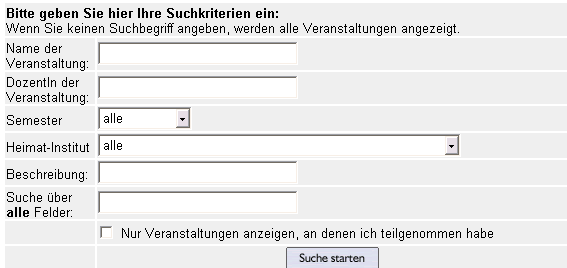 Bitte geben Sie hier Ihre Suchkriterien ein:
Wenn Sie keinen Suchbegriff angeben, werden alle Veranstaltungen angezeigt.
Name der
Veranstaltung:
DozentIn der
Veranstaltung:
Semester
alle
Heimat-Institut
alle
Beschreibung:
Suche über
alle Felder:
Nur Veranstaltungen anzeigen, an denen ich teilgenommen habe
Suche starten